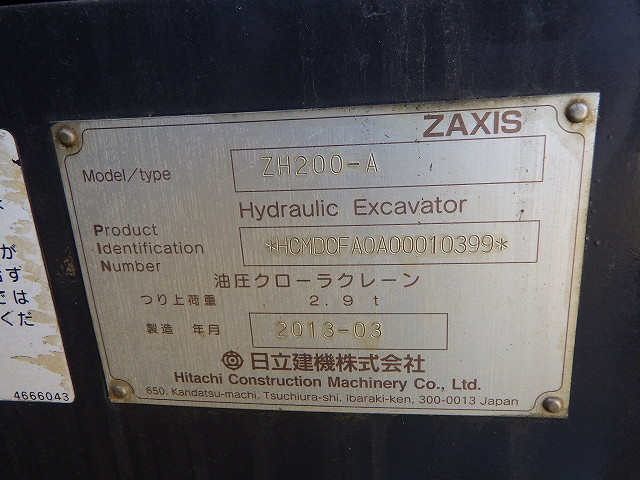 ZAXIS
Model/type ZH200-A
Hydraulic Excavator
Product
Identification
Number
*HCMDCFA0A00010399*
油圧クローラクレーン
つり上荷重 2.9 t
製造 年月 2013-03
日立建機株式会社
Hitachi Construction Machinery Co., Ltd.
650, Kandatsu-machi, Tsuchiura-shi, Ibaraki-ken, 300-0013 Japan
が
ず
では
くだ
4666043